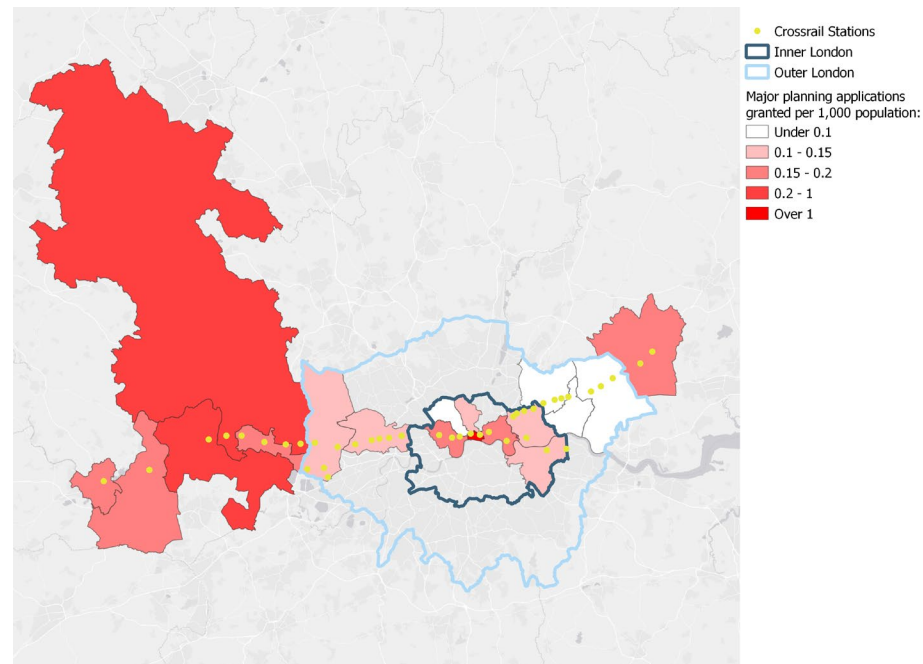 Crossrail Stations
Inner London
Outer London
Major planning applications
granted per 1,000 population:
Under 0.1
0.1 - 0.15
0.15 - 0.2
0.2 - 1
Over 1